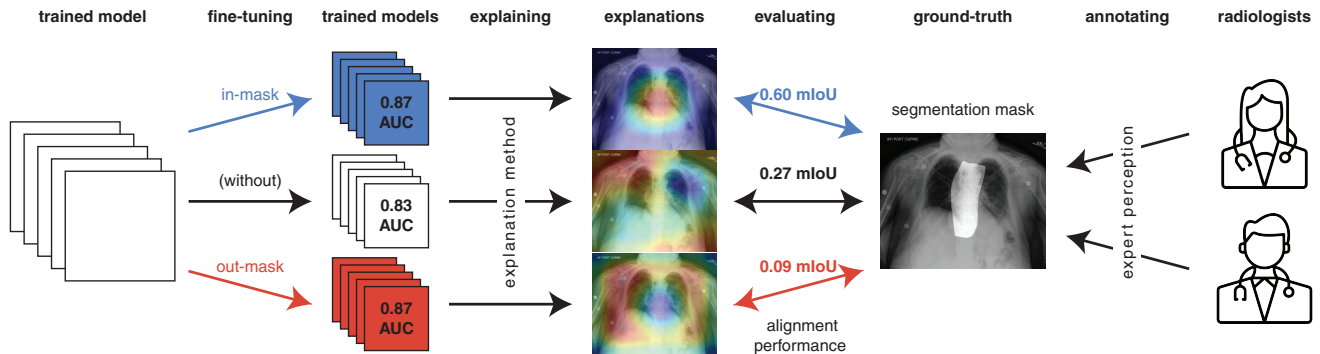 trained model
fine-tuning
trained models
explaining
explanations
evaluating
ground-truth
annotating
radiologists
in-mask
0.87
AUC
(without)
0.83
AUC
out-mask
0.87
AUC
explanation method
0.60 mIoU
0.27 mIoU
0.09 mIoU
alignment
performance
segmentation mask
expert perception